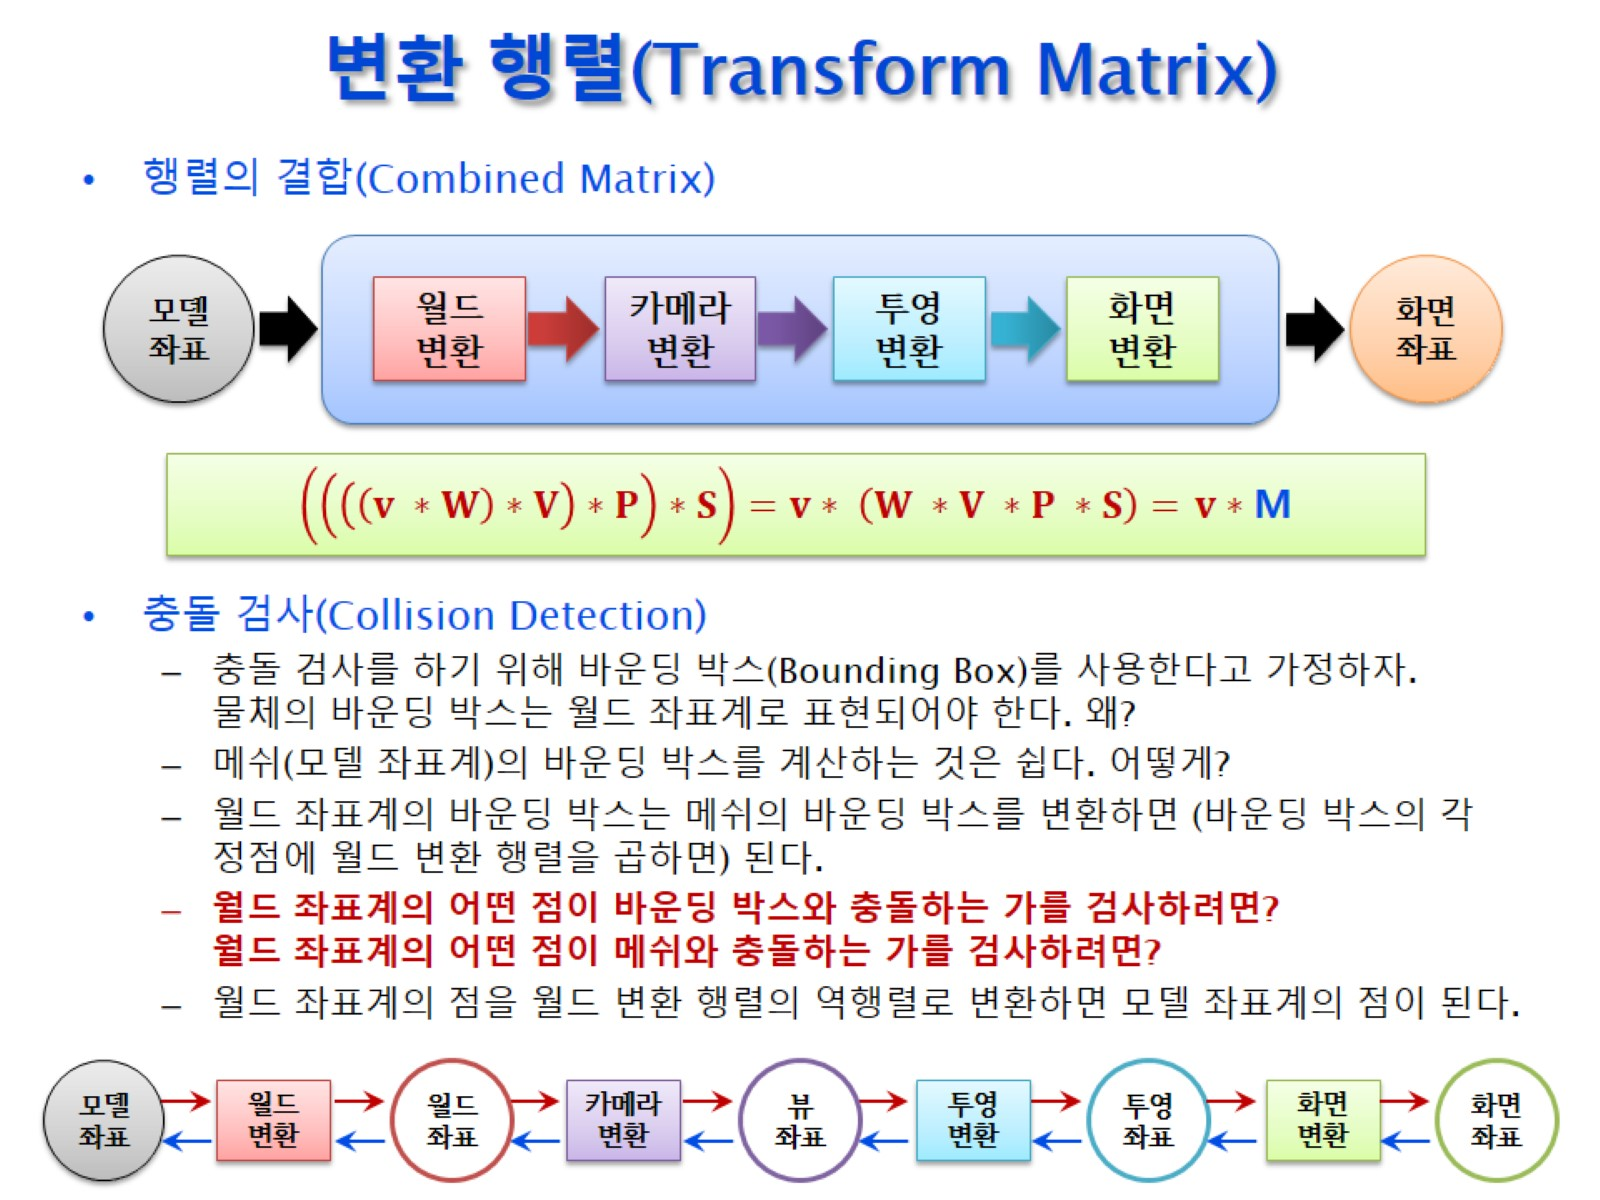 변환 행렬(Transform Matrix)
• 행렬의 결합(Combined Matrix)
모델
좌표
월드
변환
카메라
변환
투영
변환
화면
변환
화면
좌표
((((v * W) * V) * P) * S) = v * (W * V * P * S) = v * M
• 충돌 검사(Collision Detection)
– 충돌 검사를 하기 위해 바운딩 박스(Bounding Box)를 사용한다고 가정하자.
물체의 바운딩 박스는 월드 좌표계로 표현되어야 한다. 왜?
– 메쉬(모델 좌표계)의 바운딩 박스를 계산하는 것은 쉽다. 어떻게?
– 월드 좌표계의 바운딩 박스는 메쉬의 바운딩 박스를 변환하면 (바운딩 박스의 각
정점에 월드 변환 행렬을 곱하면) 된다.
– 월드 좌표계의 어떤 점이 바운딩 박스와 충돌하는 가를 검사하려면?
월드 좌표계의 어떤 점이 메쉬와 충돌하는 가를 검사하려면?
– 월드 좌표계의 점을 월드 변환 행렬의 역행렬로 변환하면 모델 좌표계의 점이 된다.
모델
좌표
월드
변환
월드
좌표
카메라
변환
뷰
좌표
투영
변환
투영
좌표
화면
변환
화면
좌표